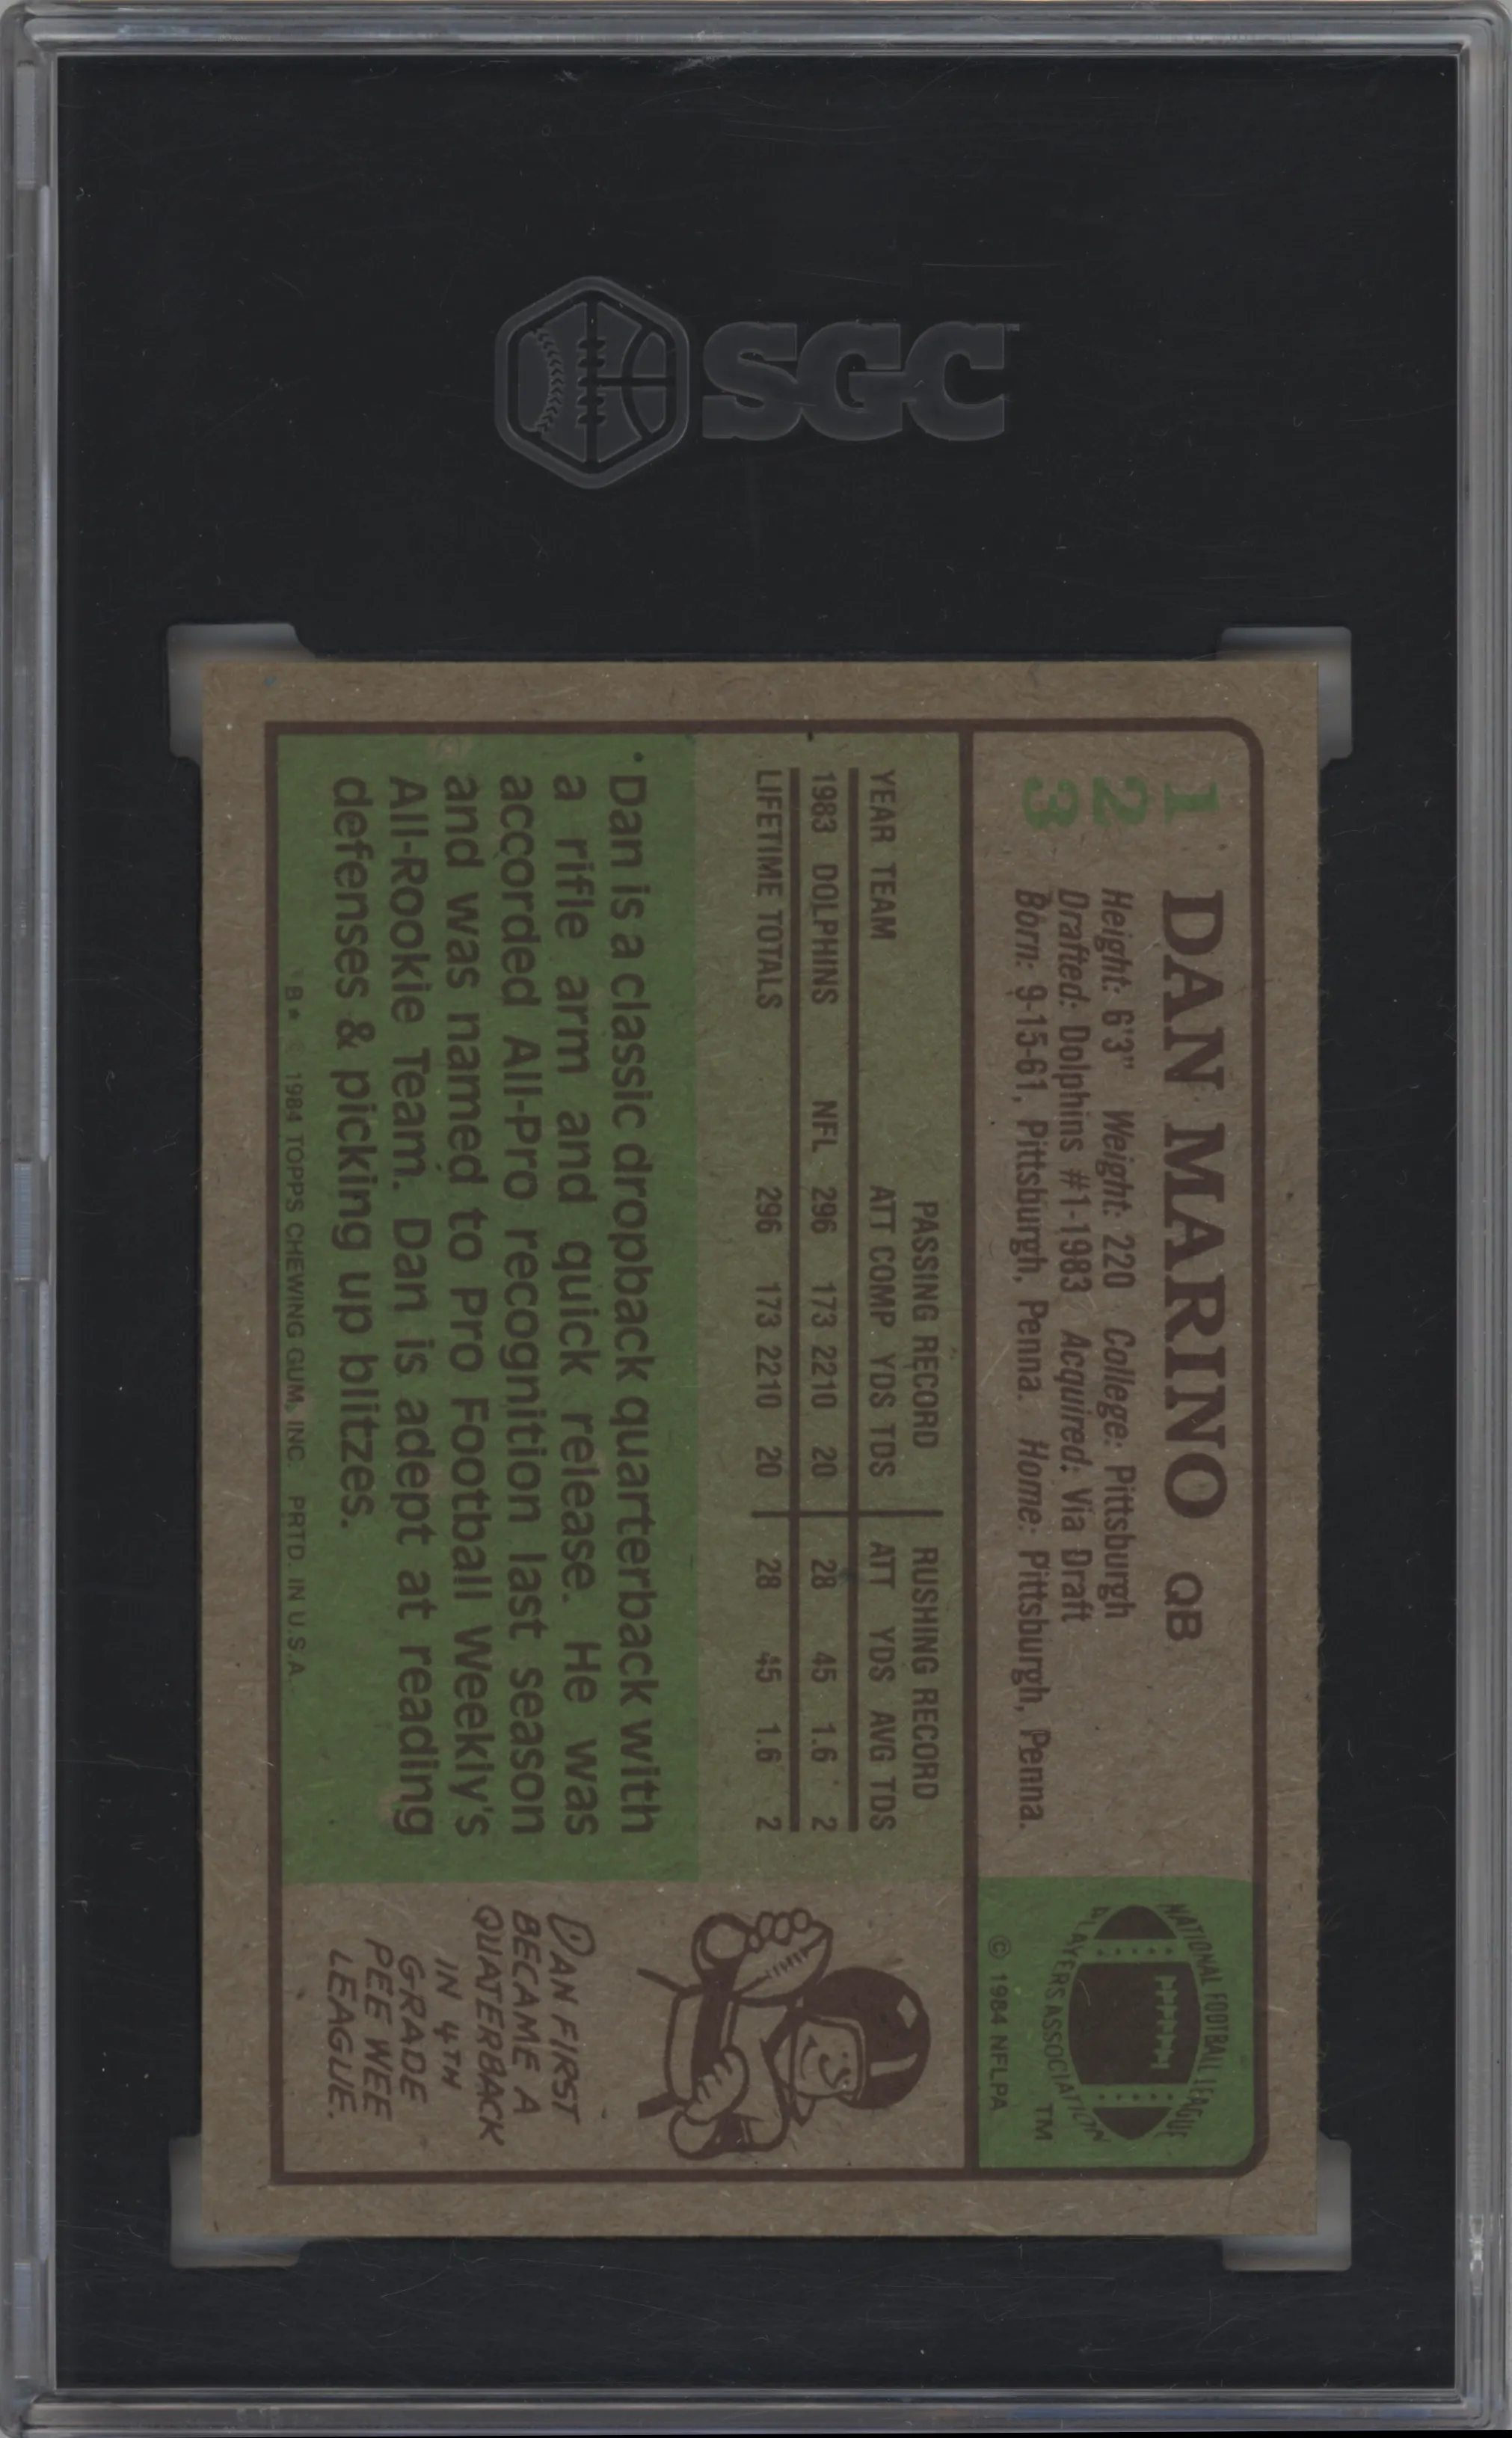 SGC
1
2
3
DAN MARINO QB
Height: 6'3" Weight: 220 College: Pittsburgh
Drafted: Dolphins #1-1983 Acquired: Via Draft
Born: 9-15-61, Pittsburgh, Penna. Home: Pittsburgh, Penna.
NATIONAL FOOTBALL LEAGUE
PLAYERS ASSOCIATION
TM
© 1984 NFLPA
PASSING RECORD RUSHING RECORD
YEAR TEAM ATT COMP YDS TDS ATT YDS AVG TDS
1983 DOLPHINS NFL 296 173 2210 20 28 45 1.6 2
LIFETIME TOTALS 296 173 2210 20 28 45 1.6 2
Dan is a classic dropback quarterback with
a rifle arm and quick release. He was
accorded All-Pro recognition last season
and was named to Pro Football Weekly's
All-Rookie Team. Dan is adept at reading
defenses & picking up blitzes.
B* © 1984 TOPPS CHEWING GUM, INC. PRTD. IN U.S.A.
DAN FIRST
BECAME A
QUATERBACK
IN 4TH
GRADE
PEE WEE
LEAGUE.